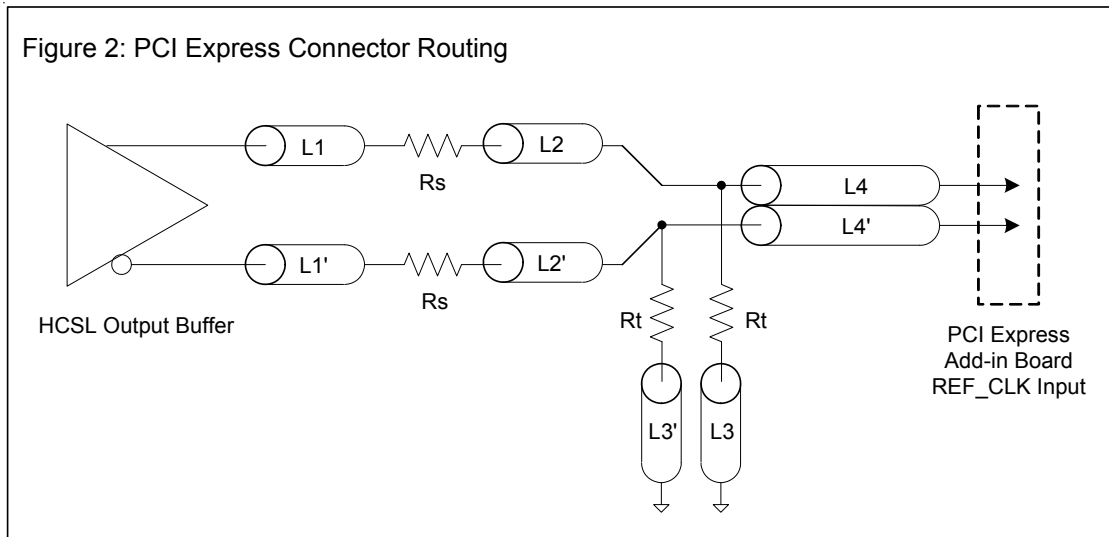 Figure 2: PCI Express Connector Routing
L1
Rs
L2
L4
L4'
L1'
Rs
L2'
HCSL Output Buffer
Rt
Rt
L3'
L3
PCI Express
Add-in Board
REF_CLK Input